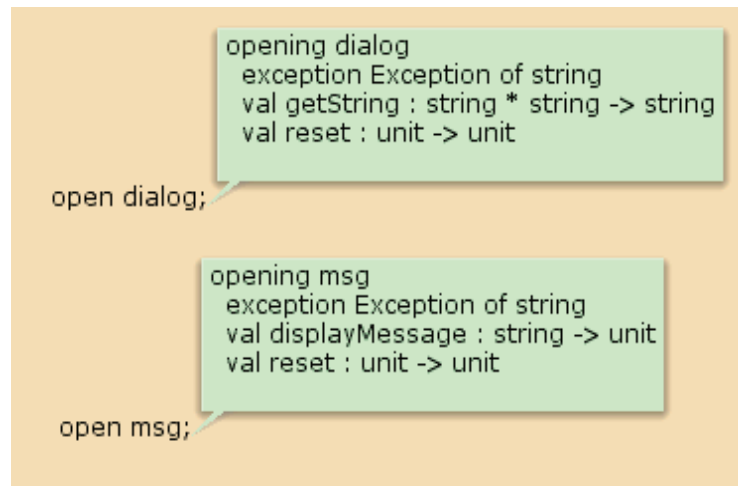 opening dialog
exception Exception of string
val getString : string * string -> string
val reset : unit -> unit
open dialog;
opening msg
exception Exception of string
val displayMessage : string -> unit
val reset : unit -> unit
open msg;